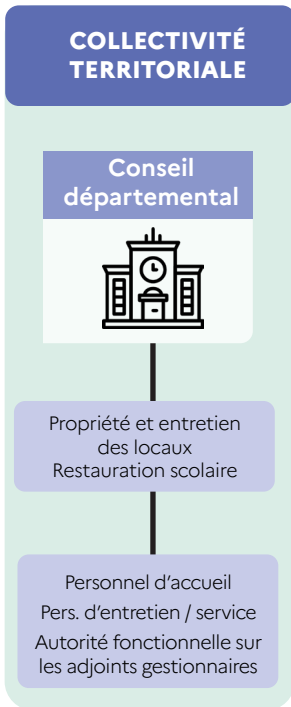 COLLECTIVITÉ
TERRITORIALE
Conseil
départemental
Propriété et entretien
des locaux
Restauration scolaire
Personnel d'accueil
Pers. d'entretien / service
Autorité fonctionnelle sur
les adjoints gestionnaires